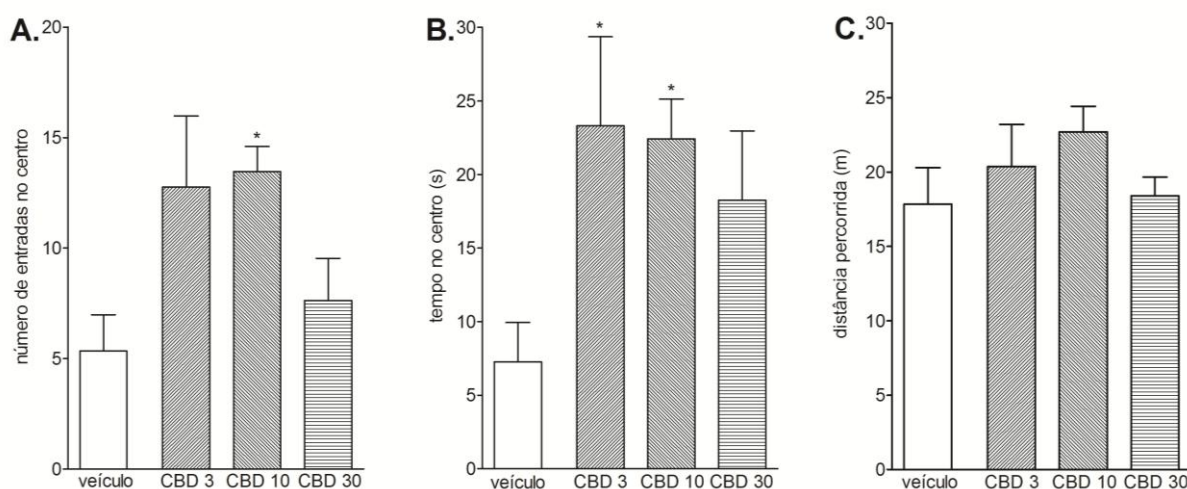 A.
número de entradas no centro
20
15
10
5
0
*
veículo CBD 3 CBD 10 CBD 30
B.
tempo no centro (s)
30
25
20
15
10
5
0
*
*
veículo CBD 3 CBD 10 CBD 30
C.
distância percorrida (m)
30
25
20
15
10
5
0
veículo CBD 3 CBD 10 CBD 30